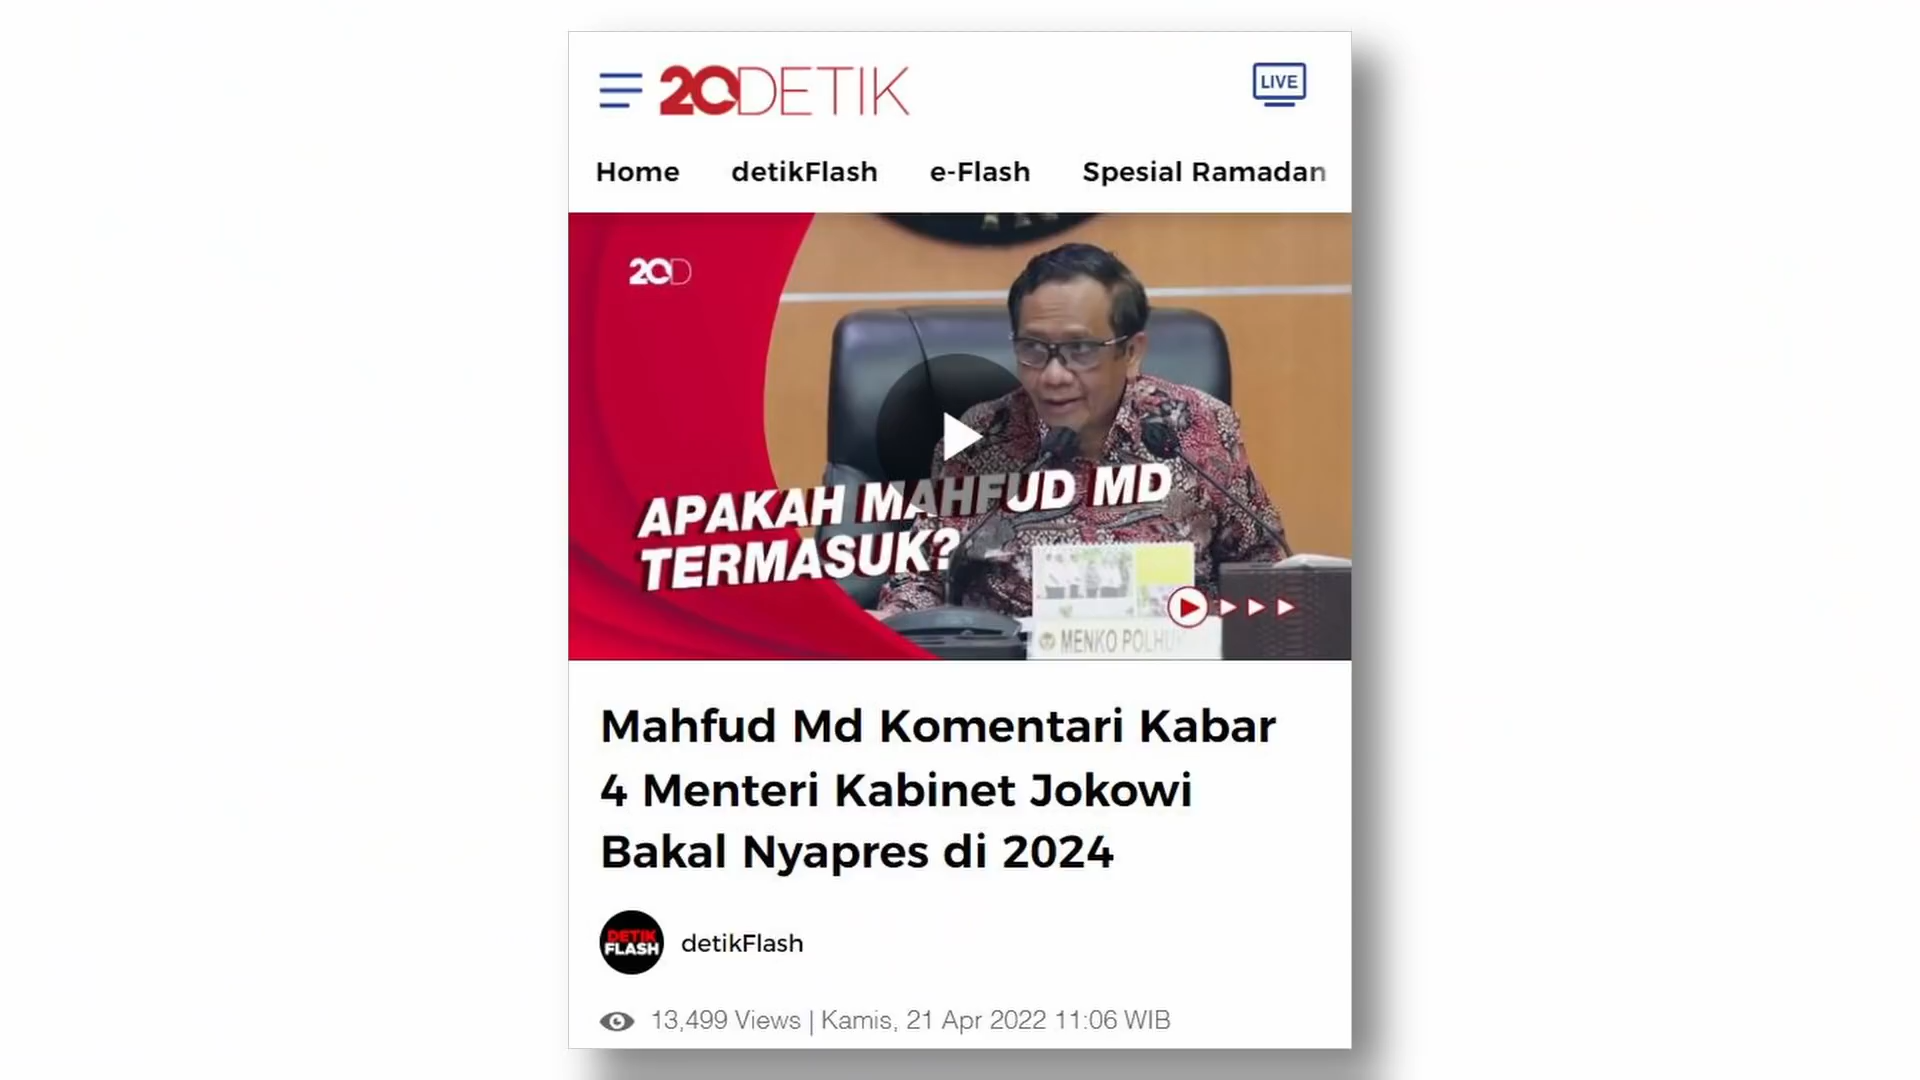 20DETIK
LIVE
Home detikFlash e-Flash Spesial Ramadan
20D
APAKAH MAHFUD MD
TERMASUK?
MENKO POLHU
Mahfud Md Komentari Kabar
4 Menteri Kabinet Jokowi
Bakal Nyapres di 2024
DETIK
FLASH
detikFlash
13,499 Views | Kamis, 21 Apr 2022 11:06 WIB